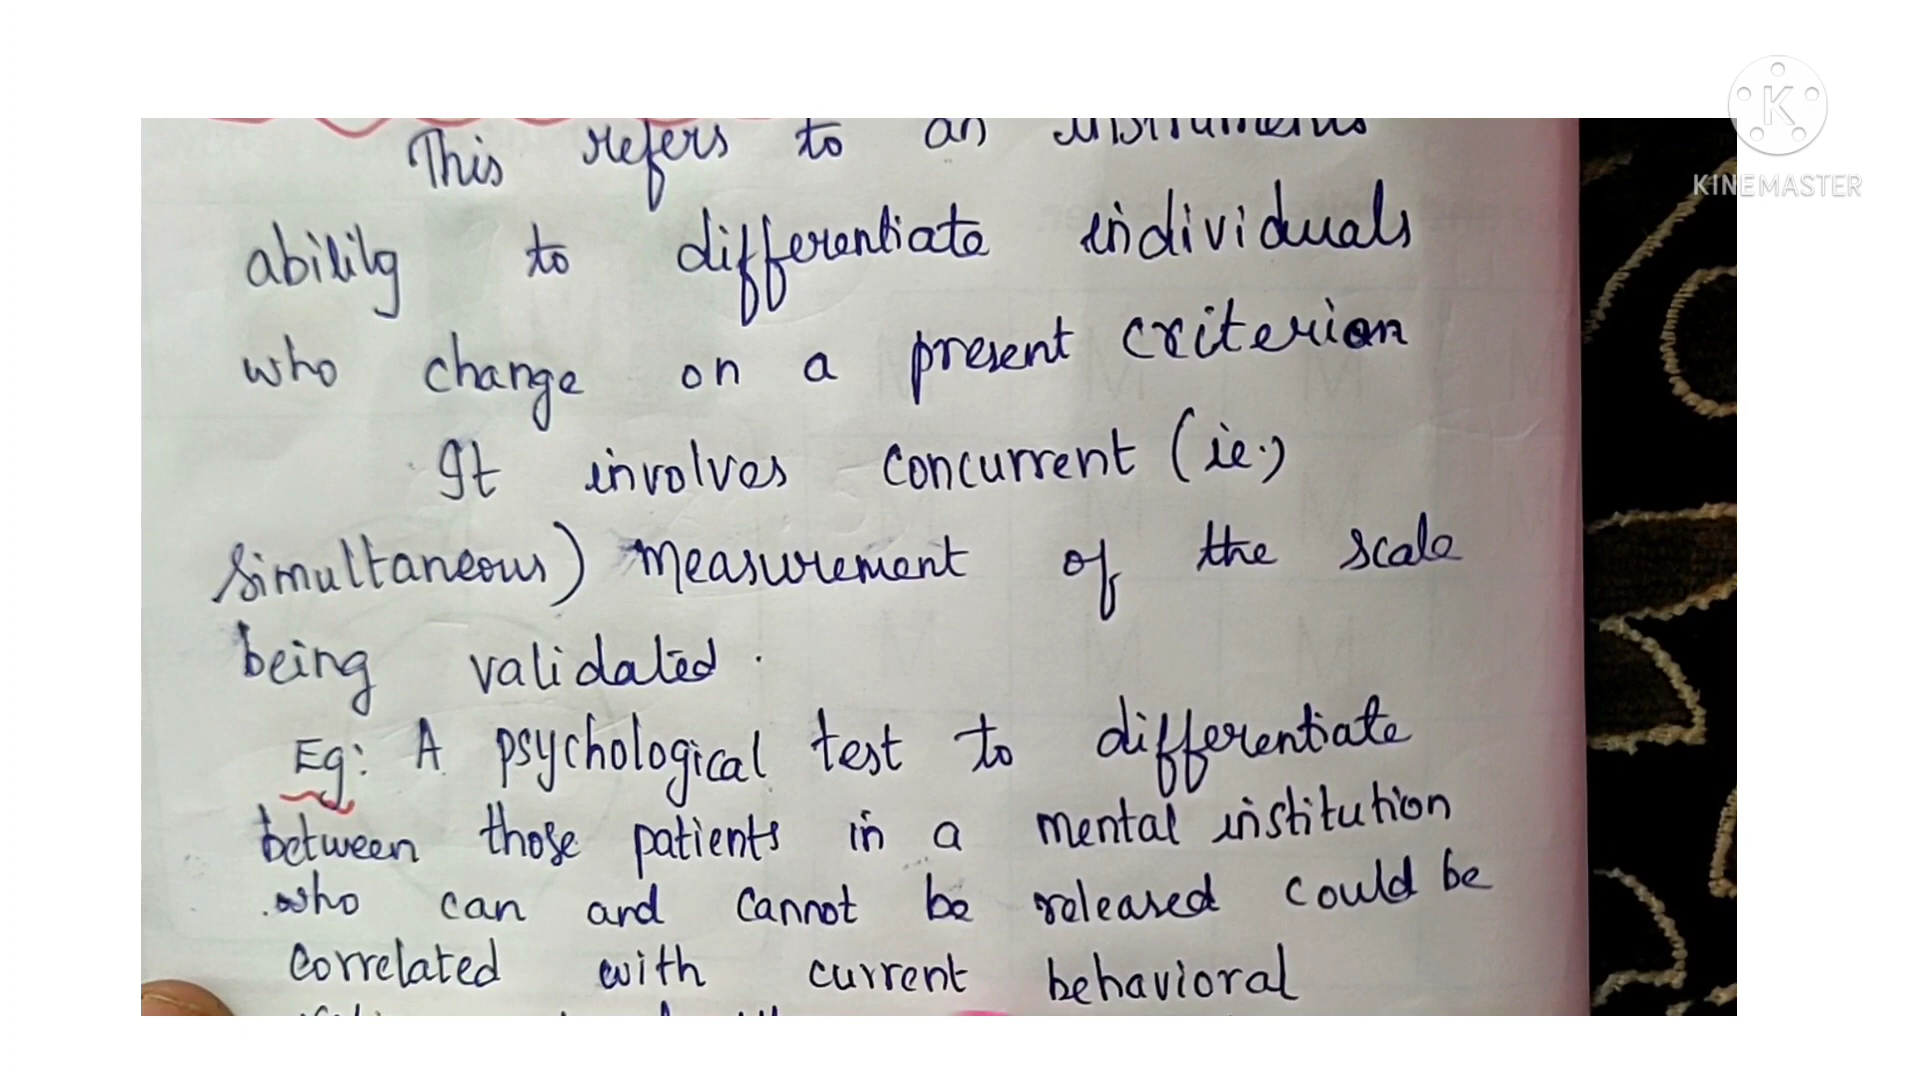 This refers to an instruments
ability to differentiate individuals
who change on a present criterion
It involves concurrent (ie.,
simultaneous) measurement of the scale
being validated.
Eg: A psychological test to differentiate
between those patients in a mental institution
who can and cannot be released could be
correlated with current behavioral
KINEMASTER